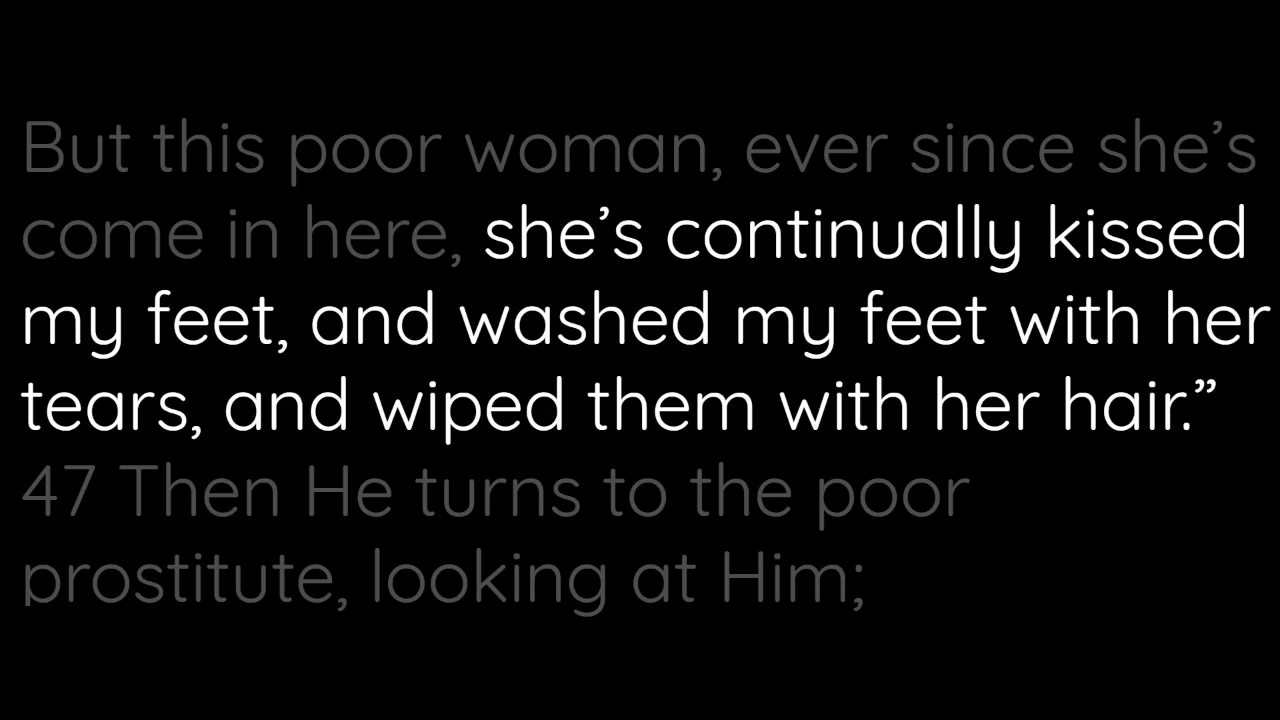 But this poor woman, ever since she’s
come in here, she’s continually kissed
my feet, and washed my feet with her
tears, and wiped them with her hair.”
47 Then He turns to the poor
prostitute, looking at Him;